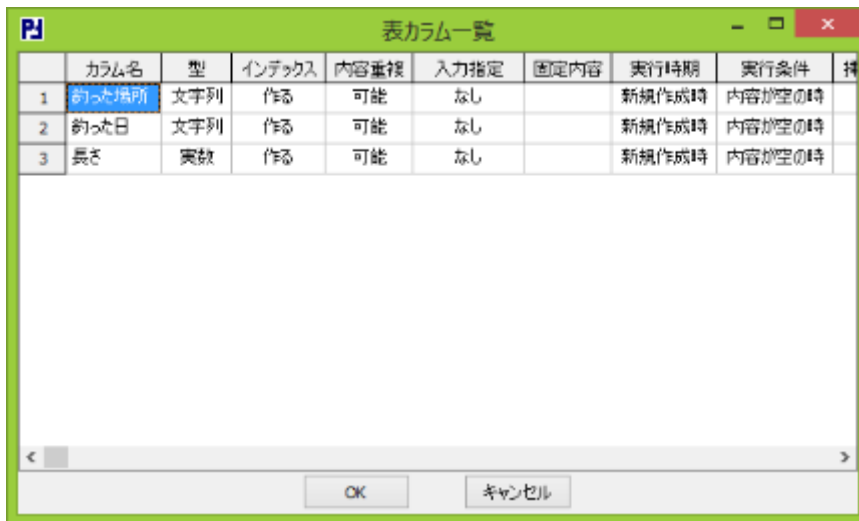 表カラム一覧
カラム名 型 インデックス 内容重複 入力指定 固定内容 実行時期 実行条件
1 釣った場所 文字列 作る 可能 なし 新規作成時 内容が空の時
2 釣った日 文字列 作る 可能 なし 新規作成時 内容が空の時
3 長さ 実数 作る 可能 なし 新規作成時 内容が空の時
OK キャンセル